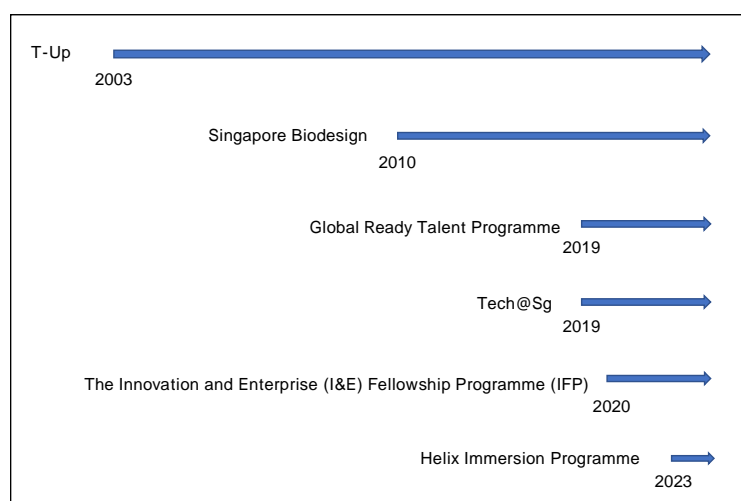 T-Up
2003
Singapore Biodesign
2010
Global Ready Talent Programme
2019
Tech@Sg
2019
The Innovation and Enterprise (I&E) Fellowship Programme (IFP)
2020
Helix Immersion Programme
2023